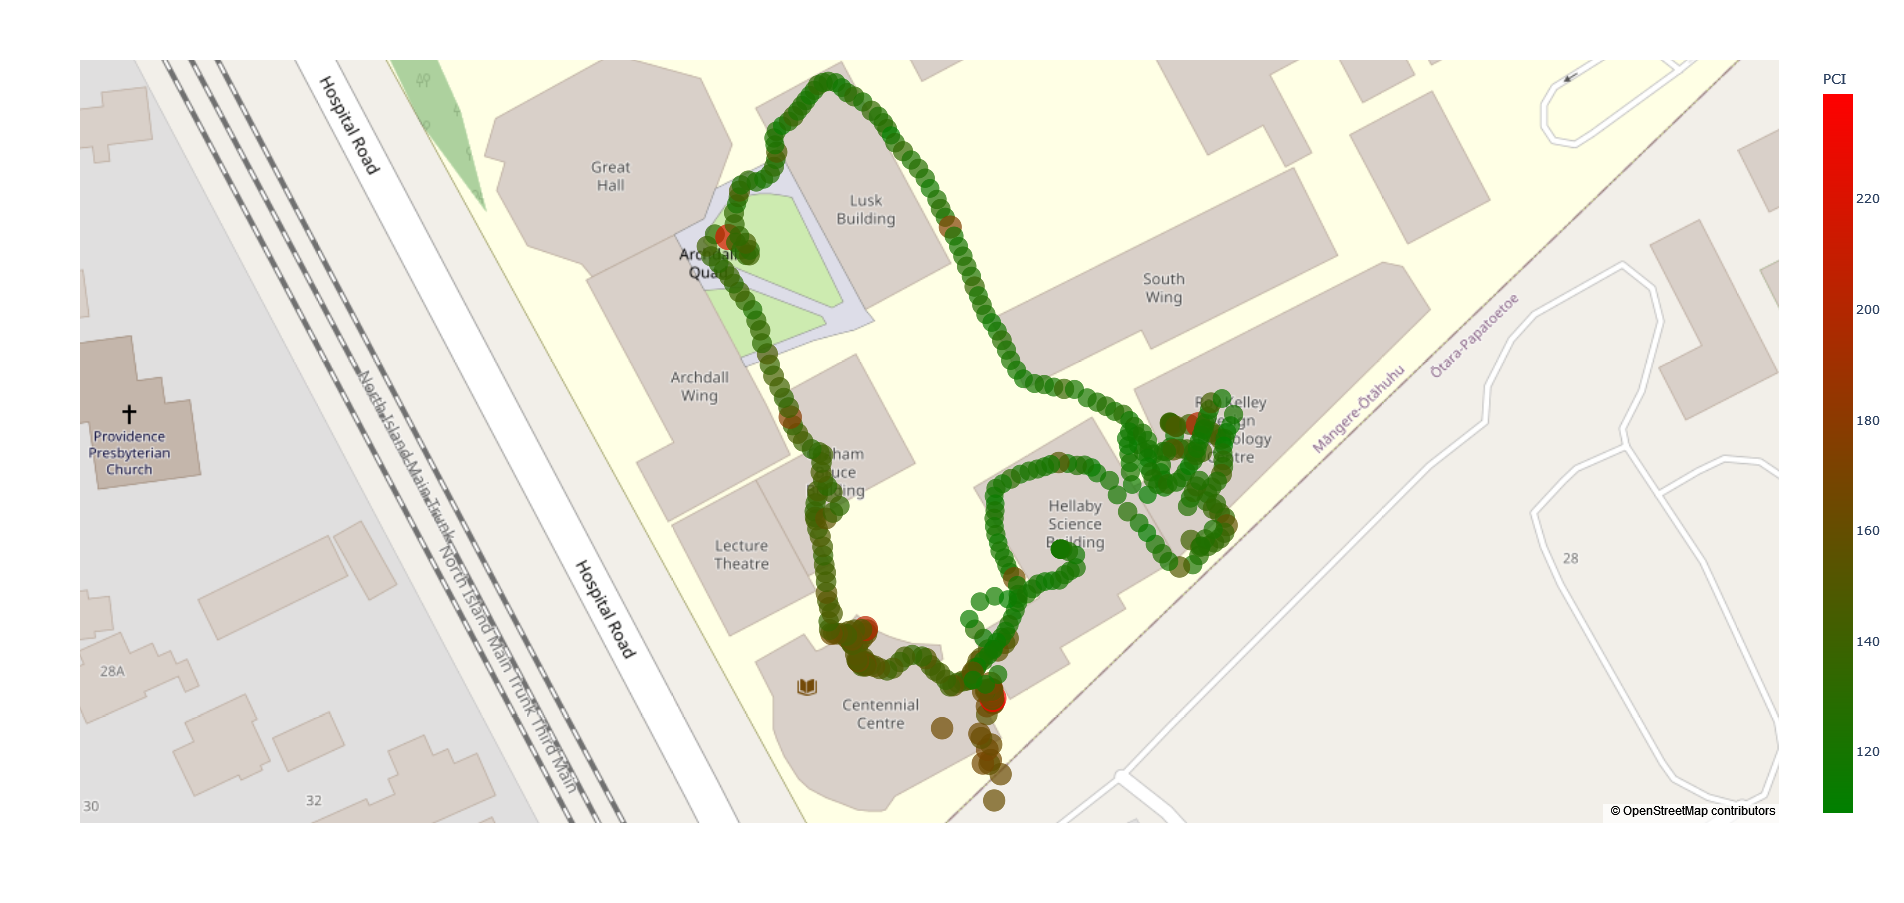 PCI
220
200
180
160
140
120
Hospital Road
Great
Hall
Lusk
Building
South
Wing
Archdall
Wing
Lecture
Theatre
Hellaby
Science
Building
Centennial
Centre
Kelley
Centre
Hospital Road
North Island Main Trunk
North Island Main Trunk Third Main
Providence
Presbyterian
Church
Māngere-Ōtāhuhu
Ōtara-Papatoetoe
28
28A
30
32
© OpenStreetMap contributors